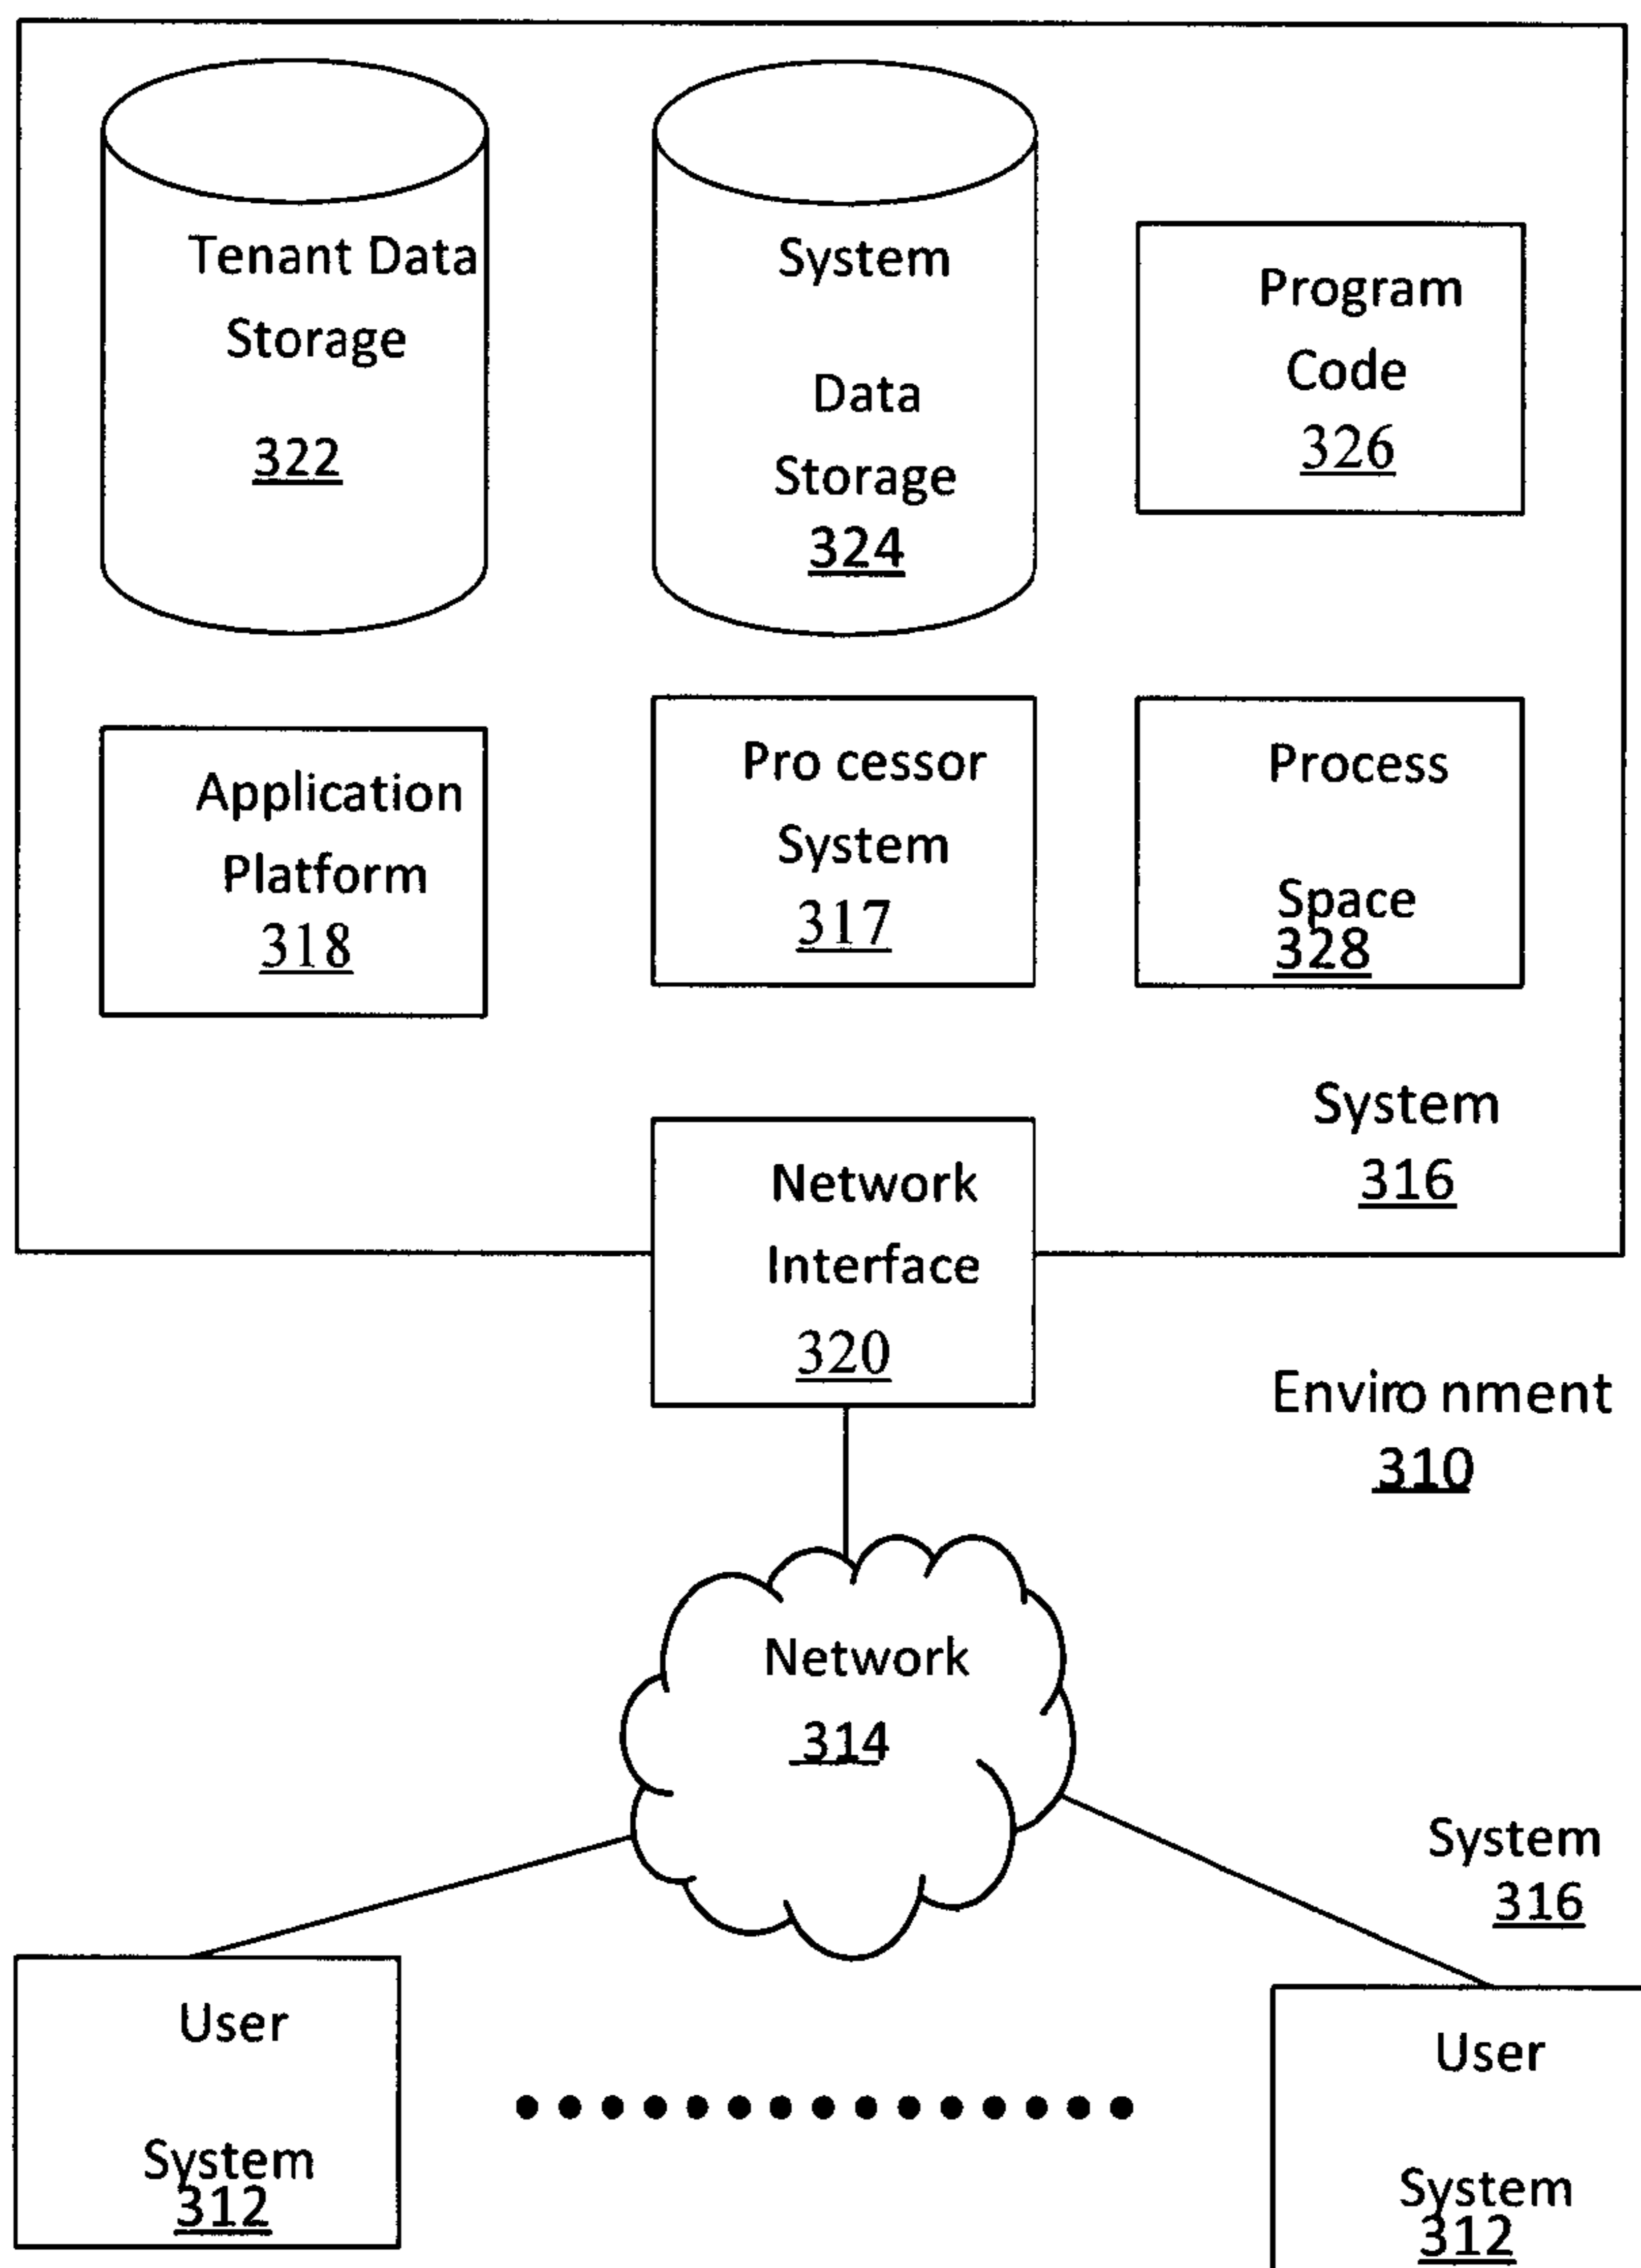 Tenant Data
Storage
322
System
Data
Storage
324
Program
Code
326
Application
Platform
318
Pro cessor
System
317
Process
Space
328
System
316
Network
Interface
320
Enviro nment
310
Network
314
System
316
User
System
312
User
System
312